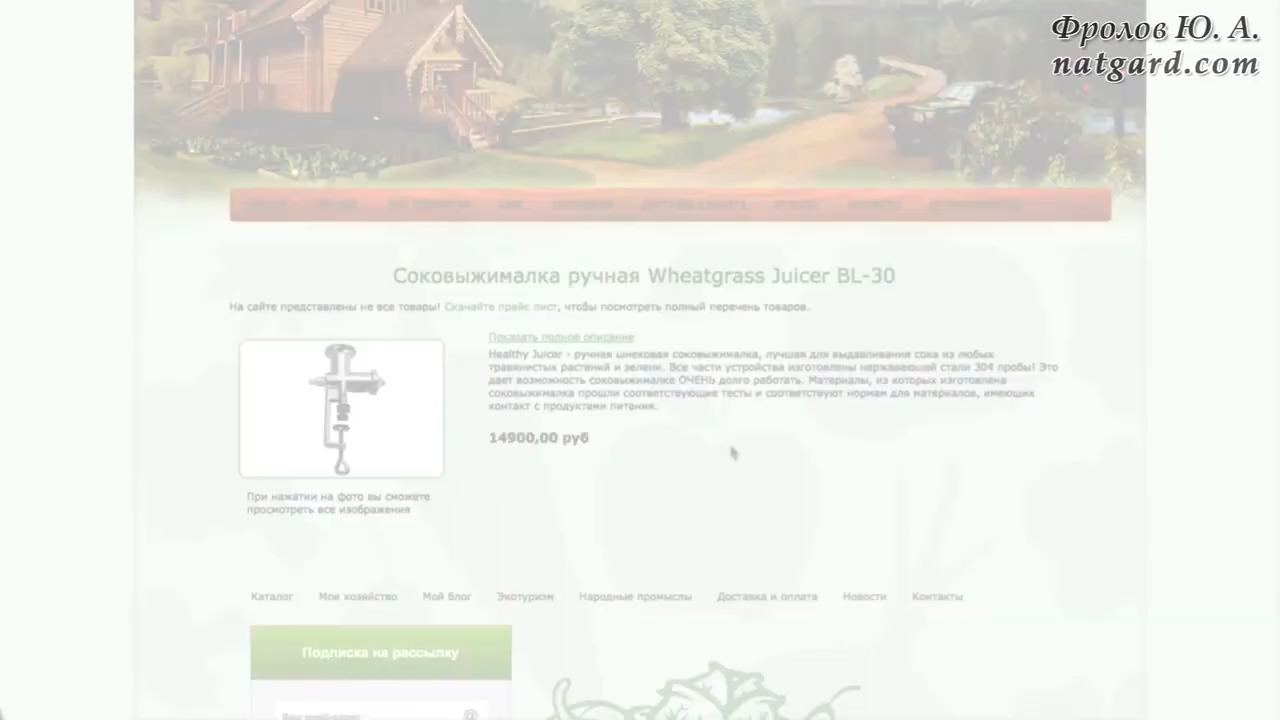 Фролов Ю. А.
natgard.com
Соковыжималка ручная Wheatgrass Juicer BL-30
На сайте представлены не все товары! Скачайте прайс лист, чтобы посмотреть полный перечень товаров.
Показать полное описание
Healthy Juicer - ручная шнековая соковыжималка, лучшая для выдавливания сока из любых
травянистых растений и зелени. Все части устройства изготовлены нержавеющей стали 304 пробы! Это
дает возможность соковыжималке ОЧЕНЬ долго работать. Материалы, из которых изготовлена
соковыжималка прошли соответствующие тесты и соответствуют нормам для материалов, имеющих
контакт с продуктами питания.
14900,00 руб
При нажатии на фото вы сможете
просмотреть все изображения
Каталог Мое хозяйство Мой блог Экотуризм Народные промыслы Доставка и оплата Новости Контакты
Подписка на рассылку